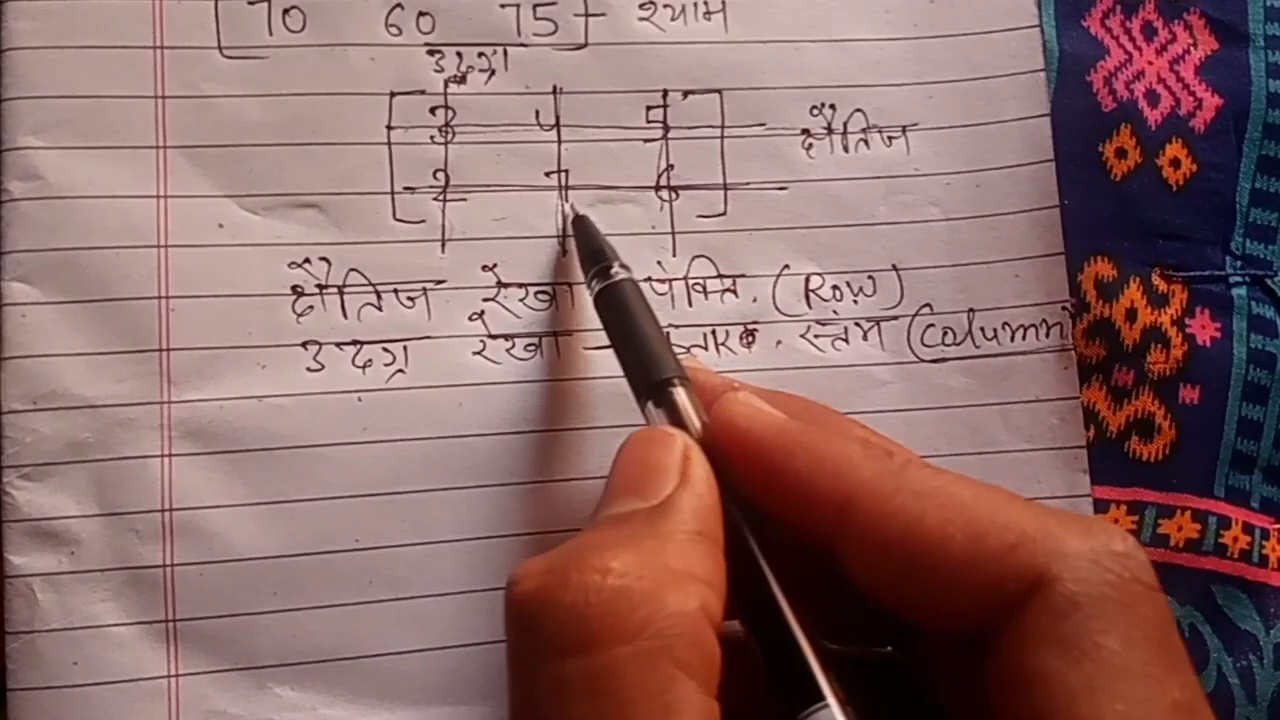 70 60 75 - श्याम
उदग्र
3 4 5 क्षैतिज
2 7 6
क्षैतिज रेखा पंक्ति. (Row)
उदग्र रेखा - स्तंभ (Column)